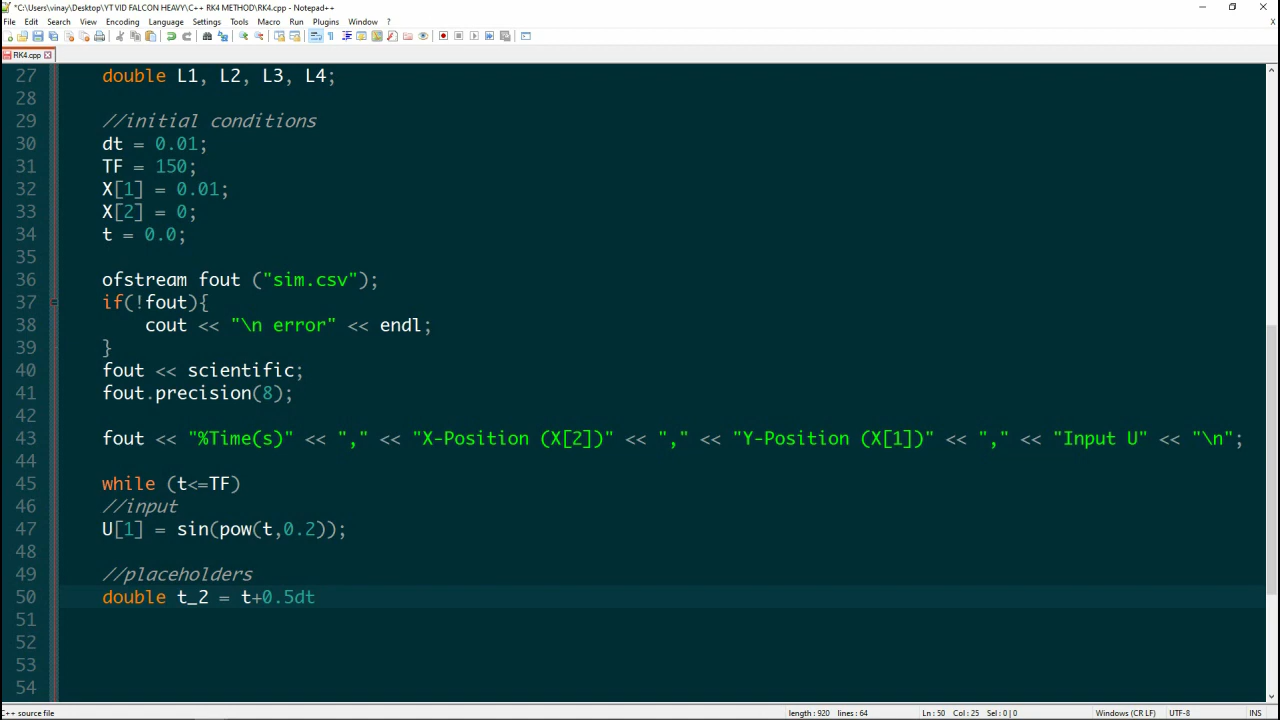 *C:\Users\vinay\Desktop\YT VID FALCON HEAVY\C++ RK4 METHOD\RK4.cpp - Notepad++
File Edit Search View Encoding Language Settings Tools Macro Run Plugins Window ?
X
RK4.cpp
27 double L1, L2, L3, L4;
28
29 //initial conditions
30 dt = 0.01;
31 TF = 150;
32 X[1] = 0.01;
33 X[2] = 0;
34 t = 0.0;
35
36 ofstream fout ("sim.csv");
37 if(!fout){
38 cout << "\n error" << endl;
39 }
40 fout << scientific;
41 fout.precision(8);
42
43 fout << "%Time(s)" << "," << "X-Position (X[2])" << "," << "Y-Position (X[1])" << "," << "Input U" << "\n";
44
45 while (t<=TF)
46 //input
47 U[1] = sin(pow(t,0.2));
48
49 //placeholders
50 double t_2 = t+0.5dt
51
52
53
54
C++ source file length : 920 lines : 64 Ln : 50 Col : 25 Sel : 0 | 0 Windows (CR LF) UTF-8 INS